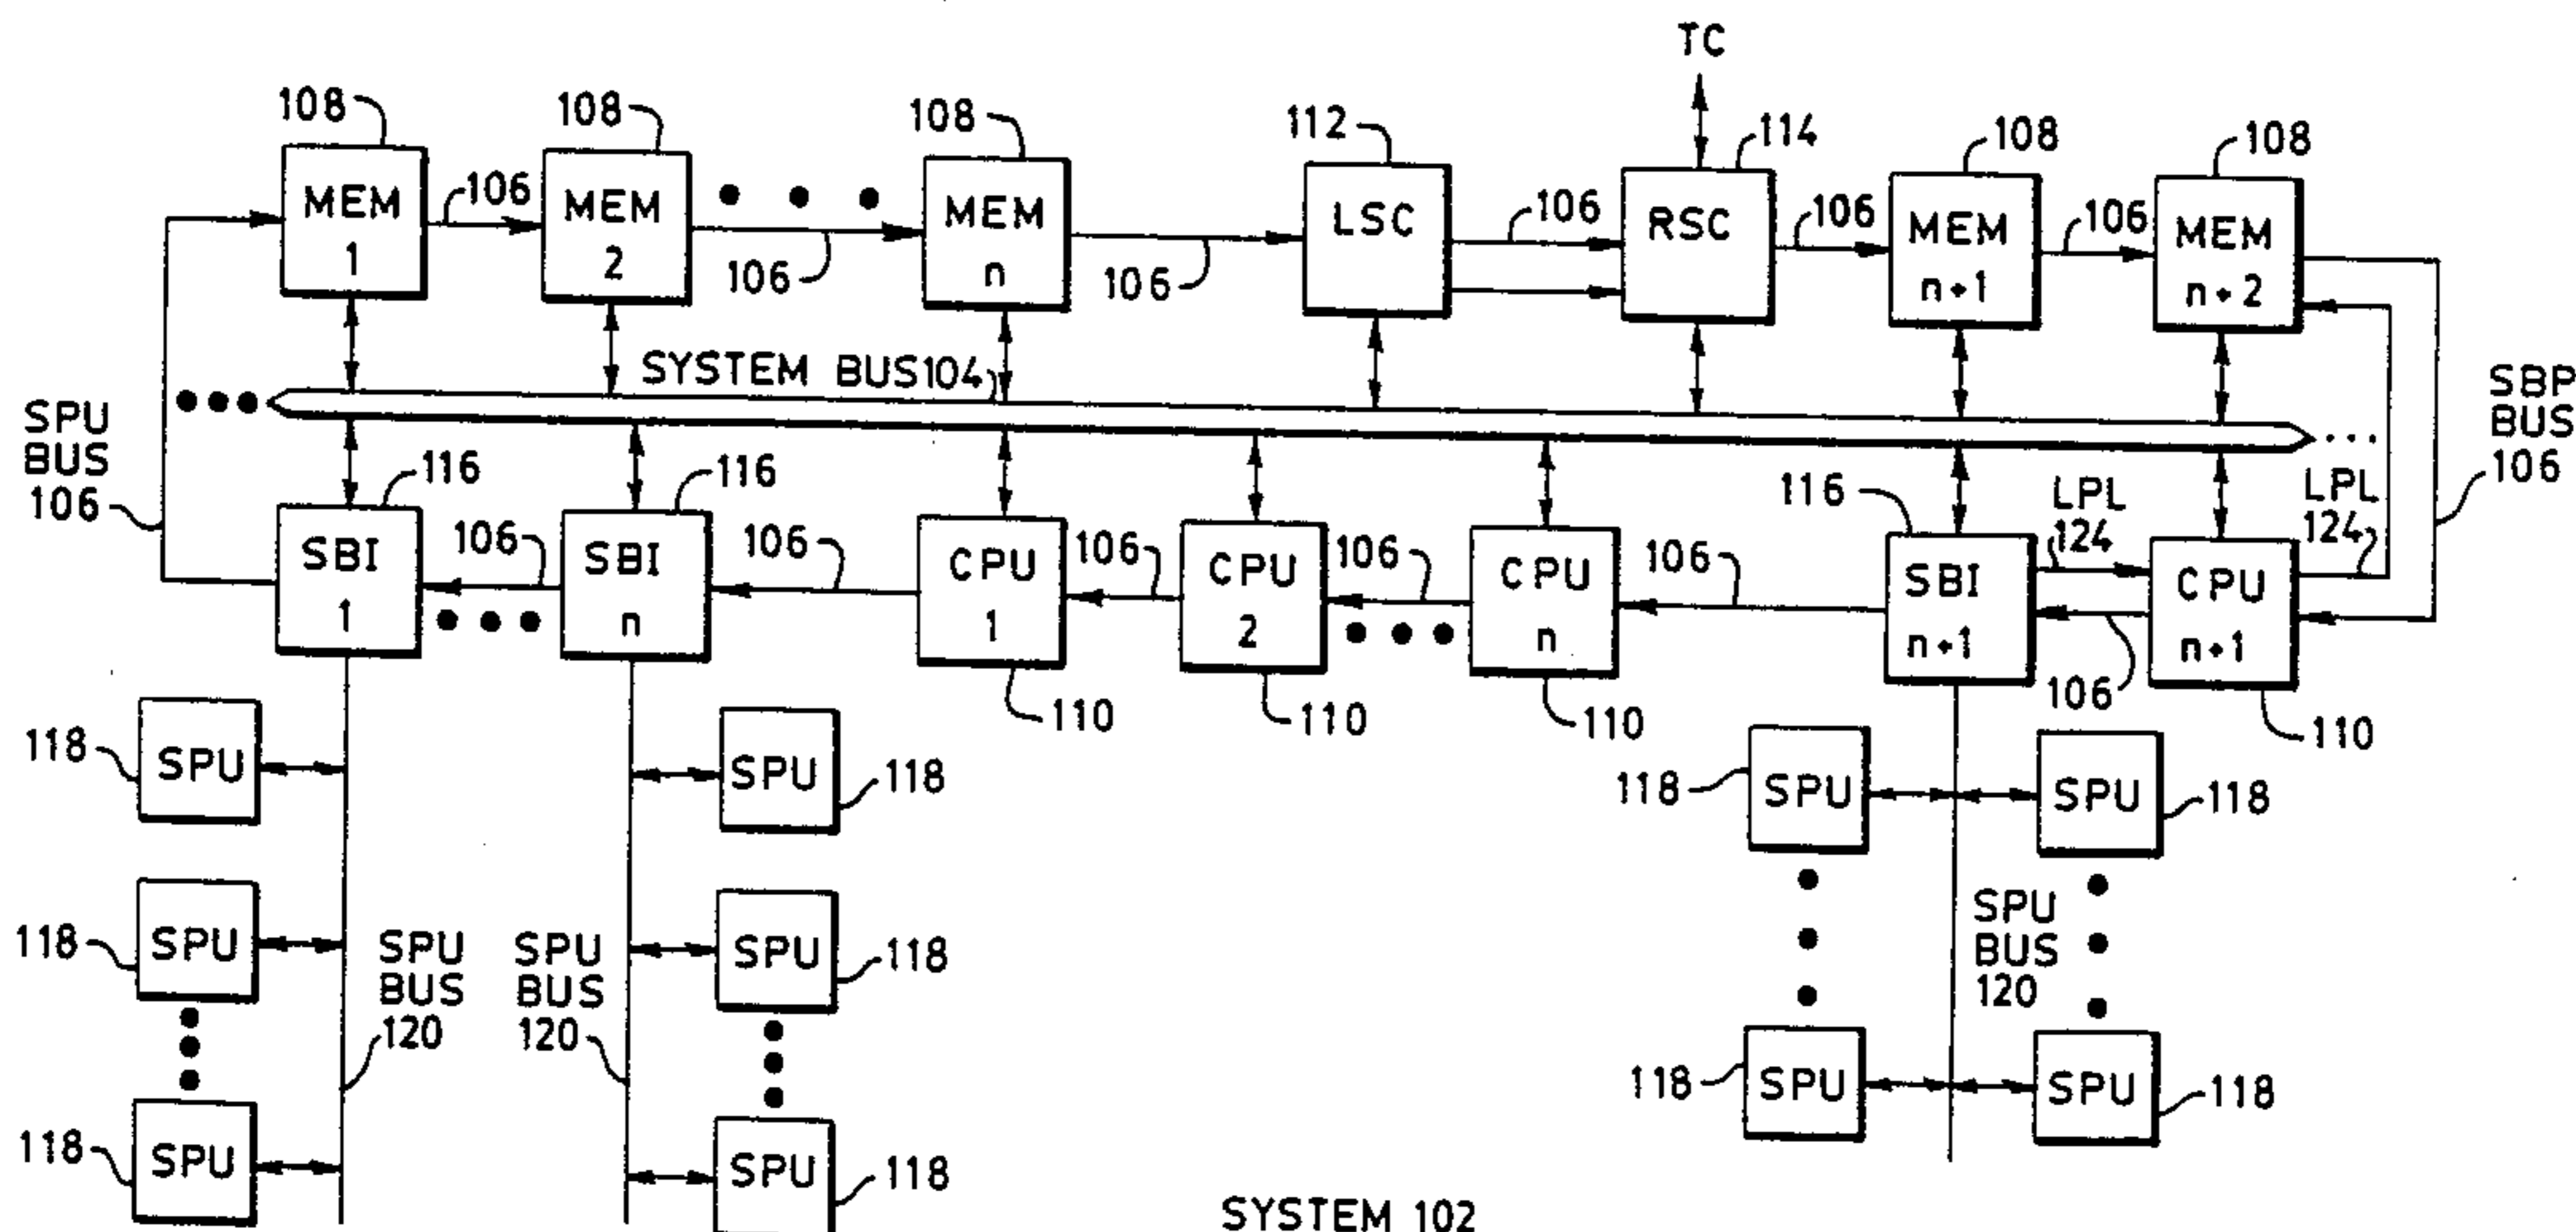 TC
108
108
108
112
114
108
108
MEM
1
106
MEM
2
106
MEM
n
106
LSC
106
RSC
106
MEM
n+1
106
MEM
n+2
SYSTEM BUS 104
SPU
BUS
106
SBP
BUS
106
116
116
116
LPL
124
LPL
124
SBI
1
106
SBI
n
106
CPU
1
106
CPU
2
106
CPU
n
106
SBI
n+1
106
CPU
n+1
110
110
110
110
118
SPU
SPU
118
118
SPU
SPU
118
118
SPU
SPU
BUS
120
SPU
BUS
120
SPU
118
SPU
BUS
120
118
SPU
SPU
118
118
SPU
SPU
118
SYSTEM 102